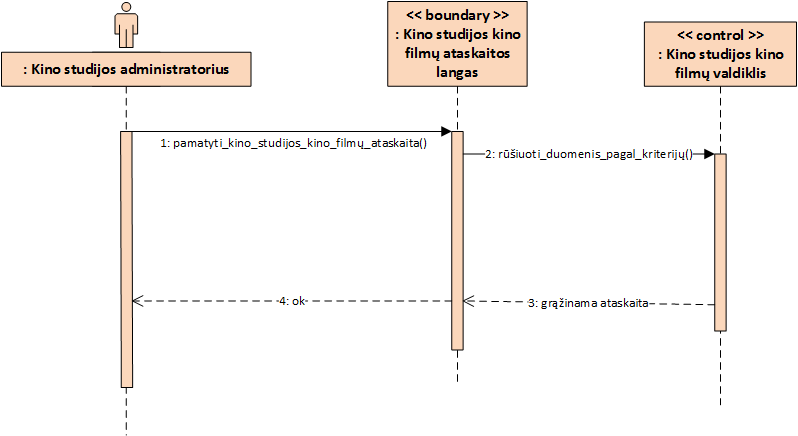 : Kino studijos administratorius
<< boundary >>
: Kino studijos kino
filmų ataskaitos
langas
<< control >>
: Kino studijos kino
filmų valdiklis
1: pamatyti_kino_studijos_kino_filmų_ataskaita()
2: rūšiuoti_duomenis_pagal_kriterijų()
4: ok
3: grąžinama ataskaita